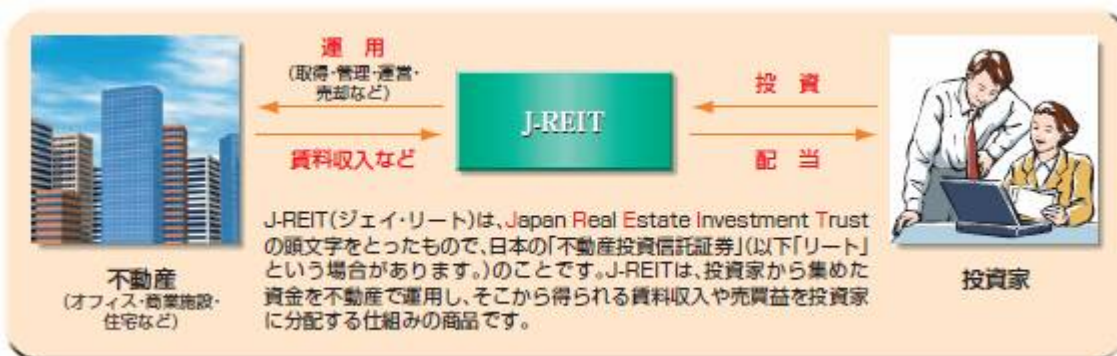 運 用
(取得・管理・運営・
売却など)
賃料収入など
J-REIT
投 資
配 当
J-REIT(ジェイ・リート)は、Japan Real Estate Investment Trust
の頭文字をとったもので、日本の「不動産投資信託証券」(以下「リート」
という場合があります。)のことです。J-REITは、投資家から集めた
資金を不動産で運用し、そこから得られる賃料収入や売買益を投資家
に分配する仕組みの商品です。
不動産
(オフィス・商業施設・
住宅など)
投資家